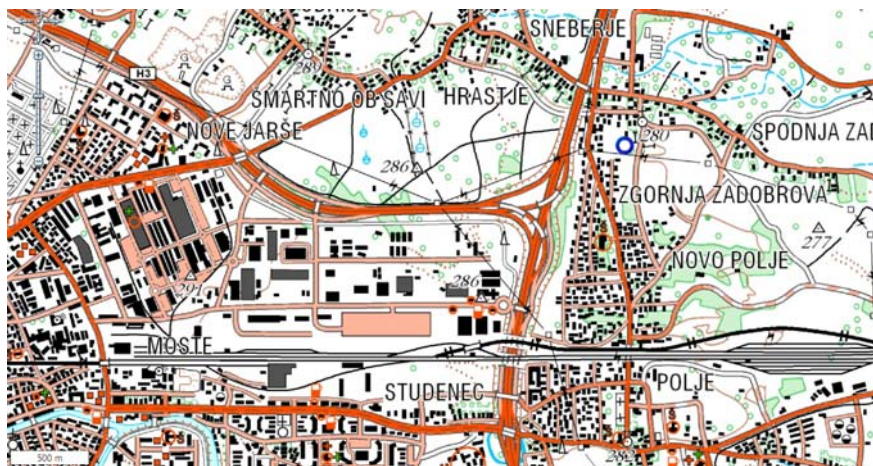 SNEBERJE
H3
289
ŠMARTNO OB SAVI
HRASTJE
NOVE JARŠE
280
SPODNJA ZAD
286
ZGORNJA ZADOBROVA
277
NOVO POLJE
291
286
MOSTE
STUDENEC
POLJE
500 m